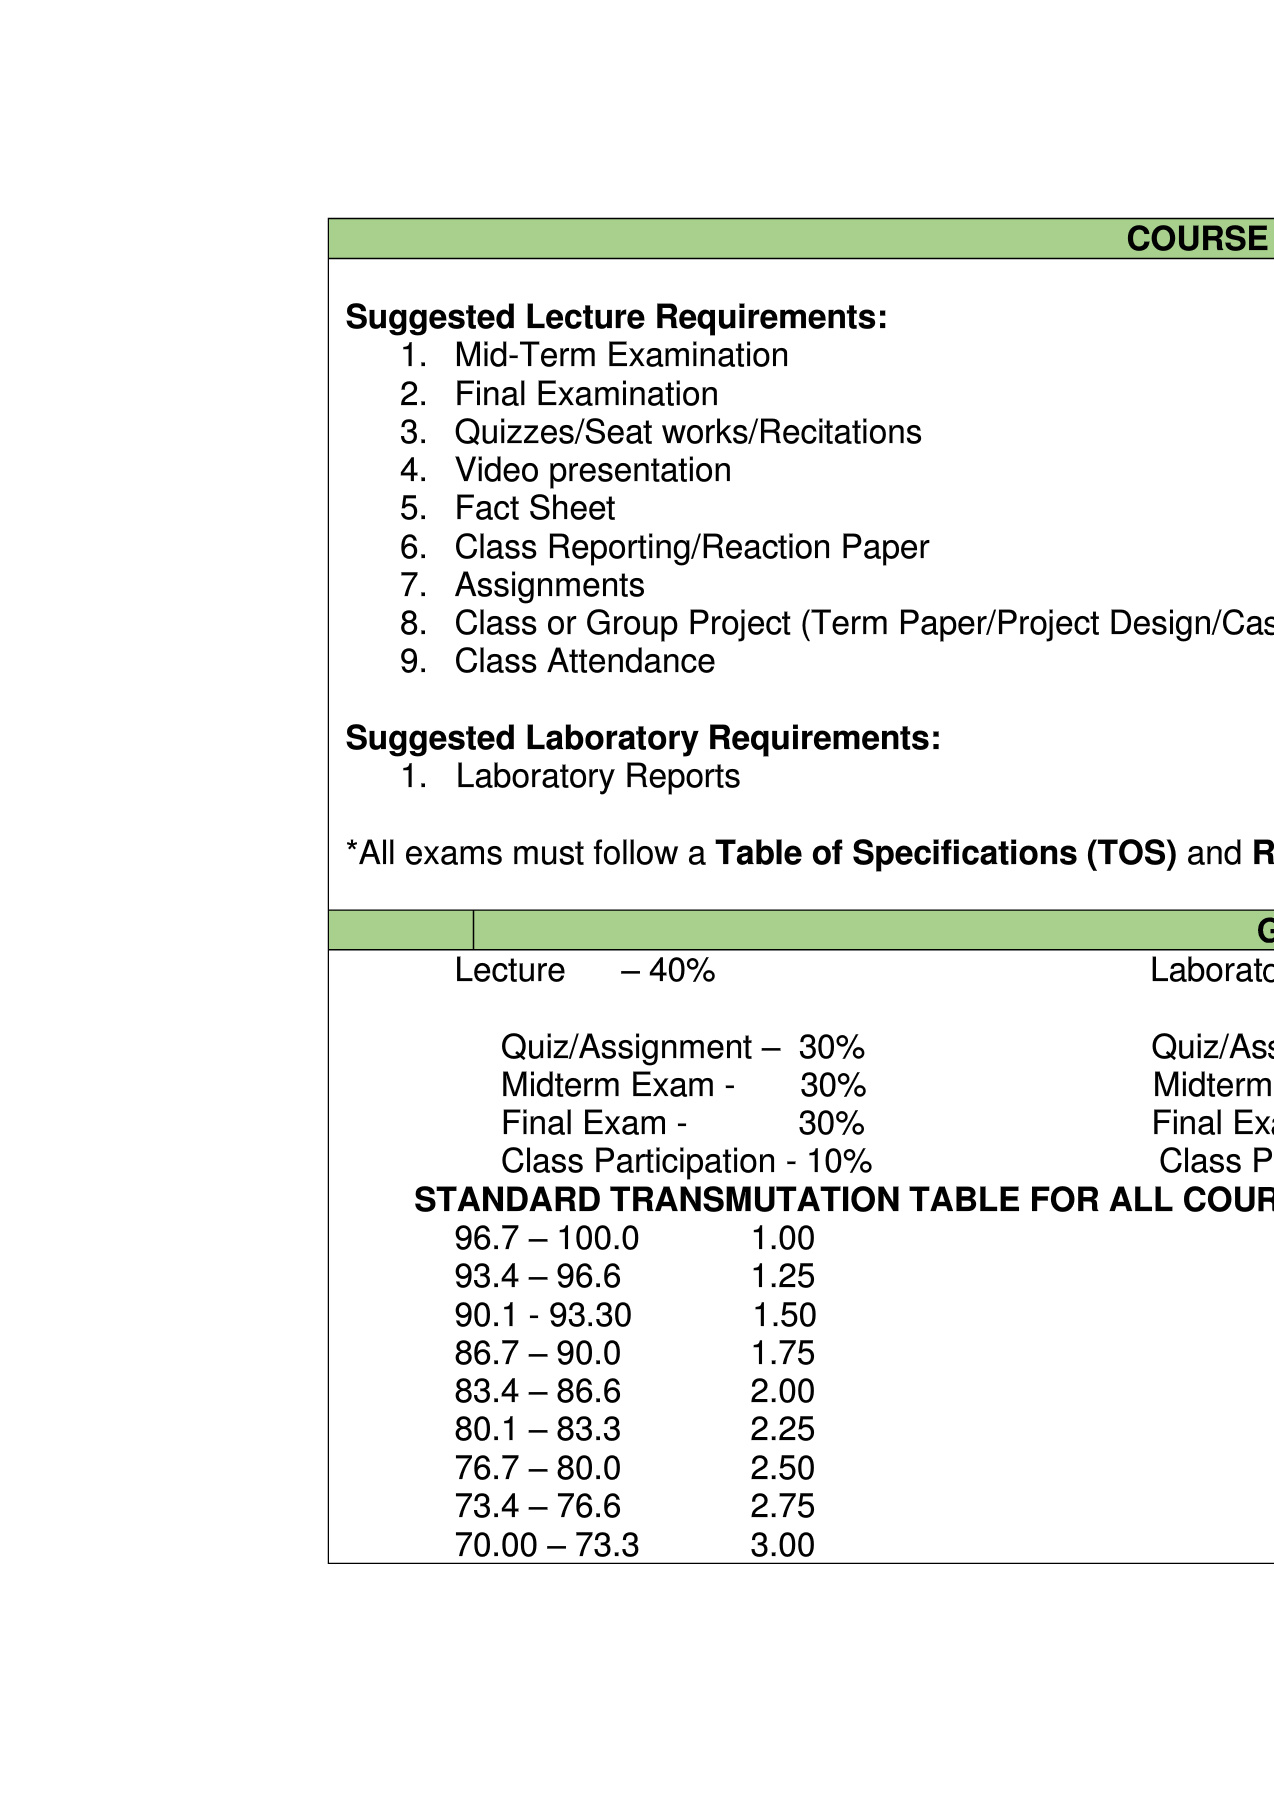 COURSE
Suggested Lecture Requirements:
1. Mid-Term Examination
2. Final Examination
3. Quizzes/Seat works/Recitations
4. Video presentation
5. Fact Sheet
6. Class Reporting/Reaction Paper
7. Assignments
8. Class or Group Project (Term Paper/Project Design/Cas
9. Class Attendance
Suggested Laboratory Requirements:
1. Laboratory Reports
*All exams must follow a Table of Specifications (TOS) and R
G
Lecture – 40% Laborato
Quiz/Assignment – 30% Quiz/Ass
Midterm Exam - 30% Midterm
Final Exam - 30% Final Exa
Class Participation - 10% Class P
STANDARD TRANSMUTATION TABLE FOR ALL COUR
96.7 – 100.0 1.00
93.4 – 96.6 1.25
90.1 - 93.30 1.50
86.7 – 90.0 1.75
83.4 – 86.6 2.00
80.1 – 83.3 2.25
76.7 – 80.0 2.50
73.4 – 76.6 2.75
70.00 – 73.3 3.00